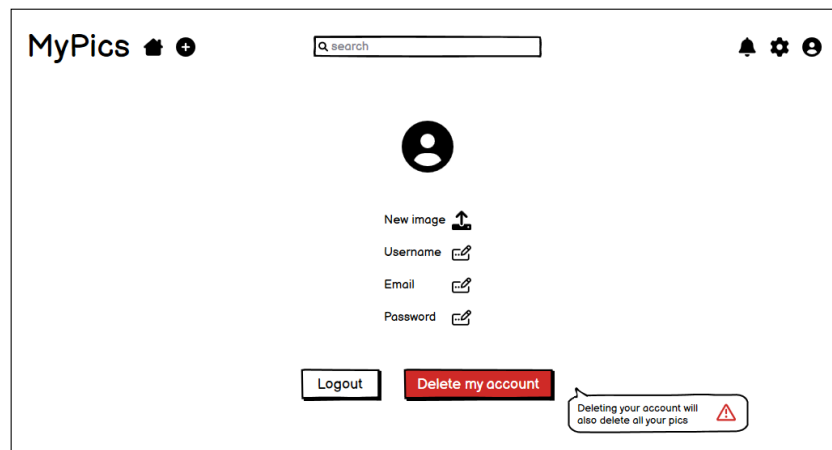 MyPics
search
New image
Username
Email
Password
Logout
Delete my account
Deleting your account will
also delete all your pics